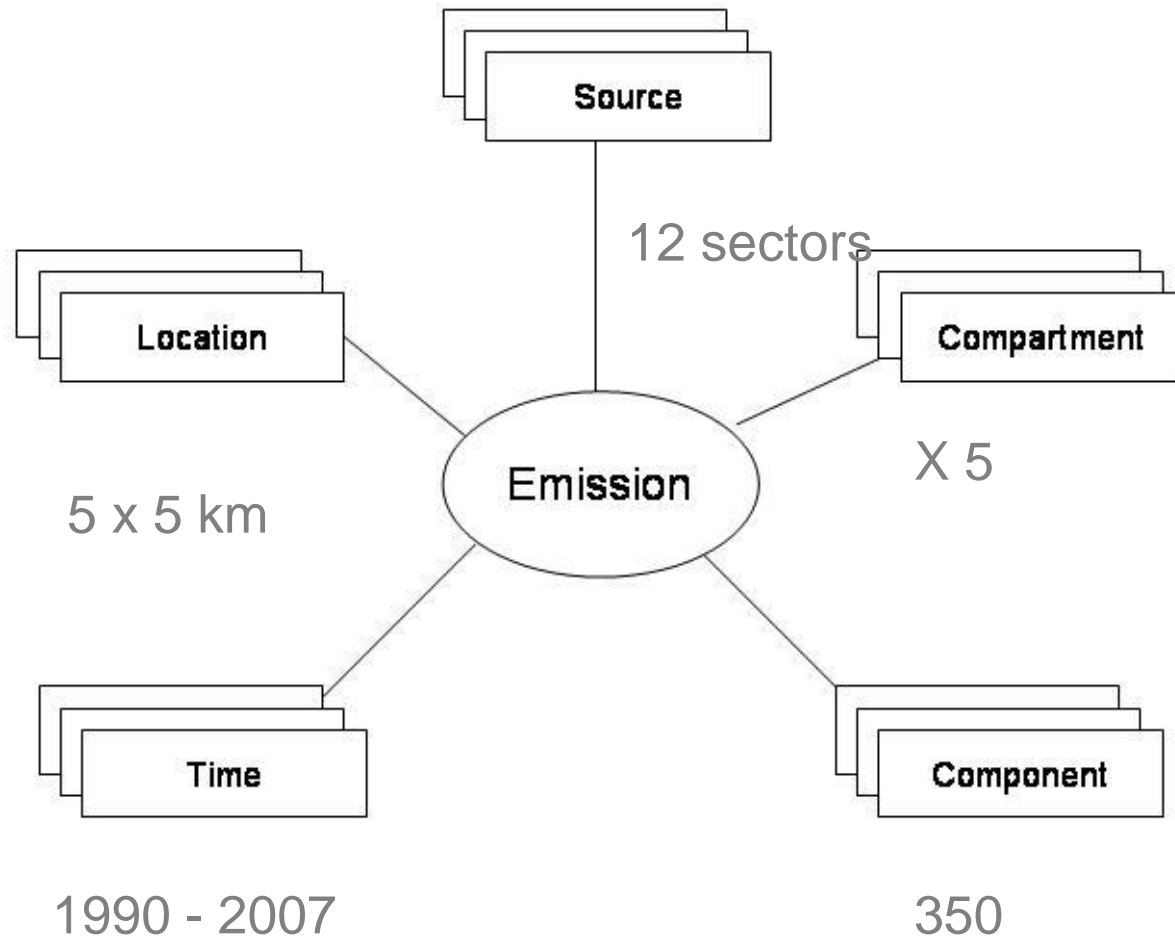 Source
12 sectors
Location
Compartment
X 5
Emission
5 x 5 km
Time
Component
1990 - 2007
350